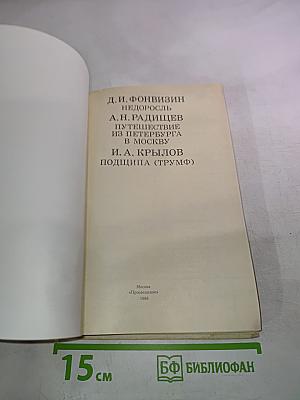 Д. И. ФОНВИЗИН
НЕДОРОСЛЬ
А. Н. РАДИЩЕВ
ПУТЕШЕСТВИЕ
ИЗ ПЕТЕРБУРГА
В МОСКВУ
И. А. КРЫЛОВ
ПОДЩИПА (ТРУМФ)
Москва
«Просвещение»
15 см
БФ БИБЛИОФАН